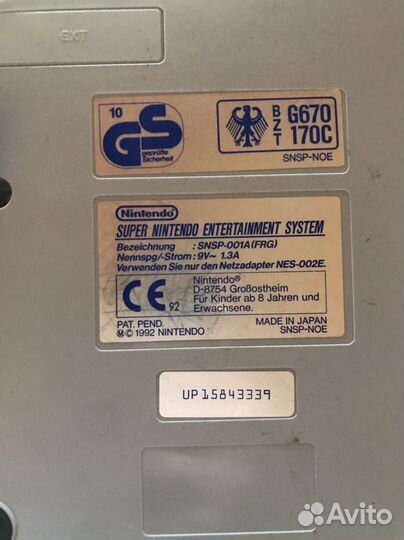 EXT
10
GS
geprüfte
Sicherheit
BZT
G670
170C
SNSP-NOE
Nintendo
SUPER NINTENDO ENTERTAINMENT SYSTEM
Bezeichnung : SNSP-001A(FRG)
Nennspg/-Strom : 9V~ 1.3A
Verwenden Sie nur den Netzadapter NES-002E.
CE 92
Nintendo®
D-8754 Großostheim
Für Kinder ab 8 Jahren und
Erwachsene.
PAT. PEND.
MADE IN JAPAN
Ⓜ© 1992 NINTENDO
SNSP-NOE
UP15843339
Avito